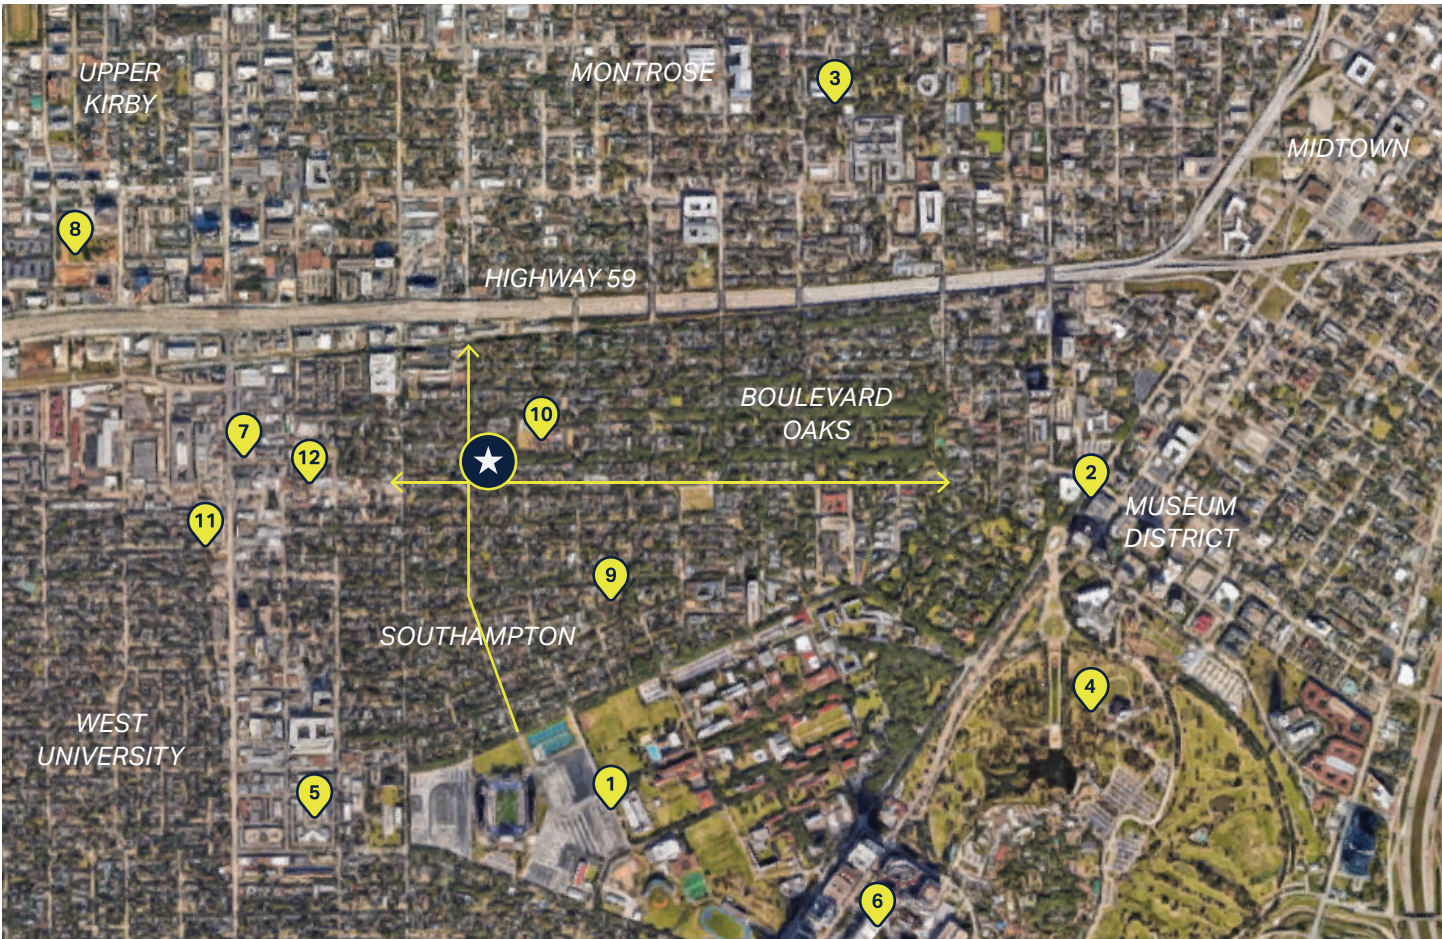 UPPER
KIRBY
MONTROSE
3
MIDTOWN
8
HIGHWAY 59
BOULEVARD
OAKS
10
7
12
2
MUSEUM
DISTRICT
11
9
SOUTHAMPTON
4
WEST
UNIVERSITY
1
5
6